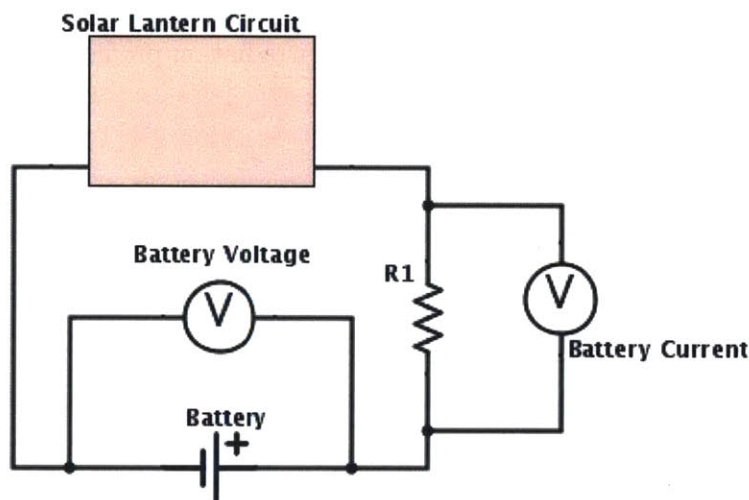 Solar Lantern Circuit
Battery Voltage
V
R1
V
Battery Current
Battery
+